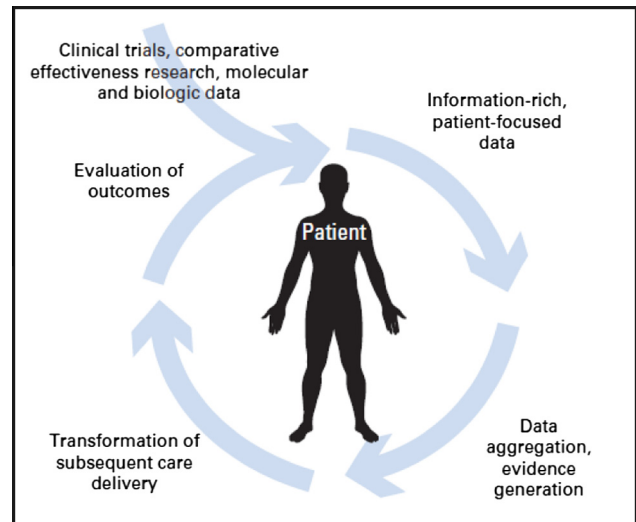 Clinical trials, comparative
effectiveness research, molecular
and biologic data
Information-rich,
patient-focused
data
Evaluation of
outcomes
Patient
Transformation of
subsequent care
delivery
Data
aggregation,
evidence
generation